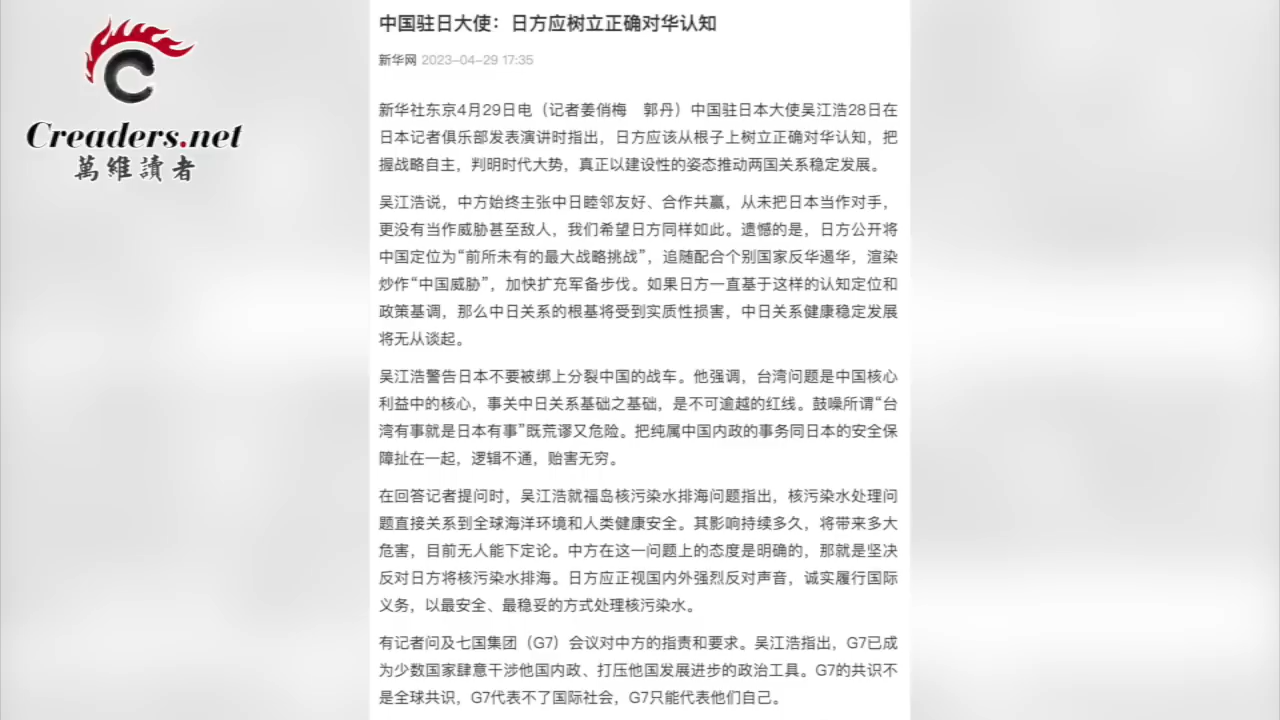 Creaders.net
萬維讀者
中国驻日大使：日方应树立正确对华认知
新华网 2023-04-29 17:35
新华社东京4月29日电（记者姜俏梅　郭丹）中国驻日本大使吴江浩28日在
日本记者俱乐部发表演讲时指出，日方应该从根子上树立正确对华认知，把
握战略自主，判明时代大势，真正以建设性的姿态推动两国关系稳定发展。
吴江浩说，中方始终主张中日睦邻友好、合作共赢，从未把日本当作对手，
更没有当作威胁甚至敌人，我们希望日方同样如此。遗憾的是，日方公开将
中国定位为“前所未有的最大战略挑战”，追随配合个别国家反华遏华，渲染
炒作“中国威胁”，加快扩充军备步伐。如果日方一直基于这样的认知定位和
政策基调，那么中日关系的根基将受到实质性损害，中日关系健康稳定发展
将无从谈起。
吴江浩警告日本不要被绑上分裂中国的战车。他强调，台湾问题是中国核心
利益中的核心，事关中日关系基础之基础，是不可逾越的红线。鼓噪所谓“台
湾有事就是日本有事”既荒谬又危险。把纯属中国内政的事务同日本的安全保
障扯在一起，逻辑不通，贻害无穷。
在回答记者提问时，吴江浩就福岛核污染水排海问题指出，核污染水处理问
题直接关系到全球海洋环境和人类健康安全。其影响持续多久，将带来多大
危害，目前无人能下定论。中方在这一问题上的态度是明确的，那就是坚决
反对日方将核污染水排海。日方应正视国内外强烈反对声音，诚实履行国际
义务，以最安全、最稳妥的方式处理核污染水。
有记者问及七国集团（G7）会议对中方的指责和要求。吴江浩指出，G7已成
为少数国家肆意干涉他国内政、打压他国发展进步的政治工具。G7的共识不
是全球共识，G7代表不了国际社会，G7只能代表他们自己。